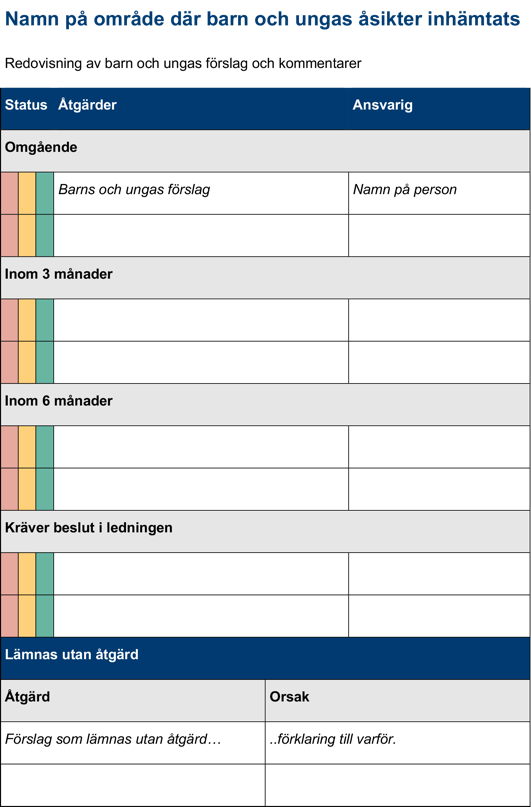 Namn på område där barn och ungas åsikter inhämtats
Redovisning av barn och ungas förslag och kommentarer
Status Åtgärder Ansvarig
Omgående
Barns och ungas förslag Namn på person
Inom 3 månader
Inom 6 månader
Kräver beslut i ledningen
Lämnas utan åtgärd
Åtgärd Orsak
Förslag som lämnas utan åtgärd… ..förklaring till varför.